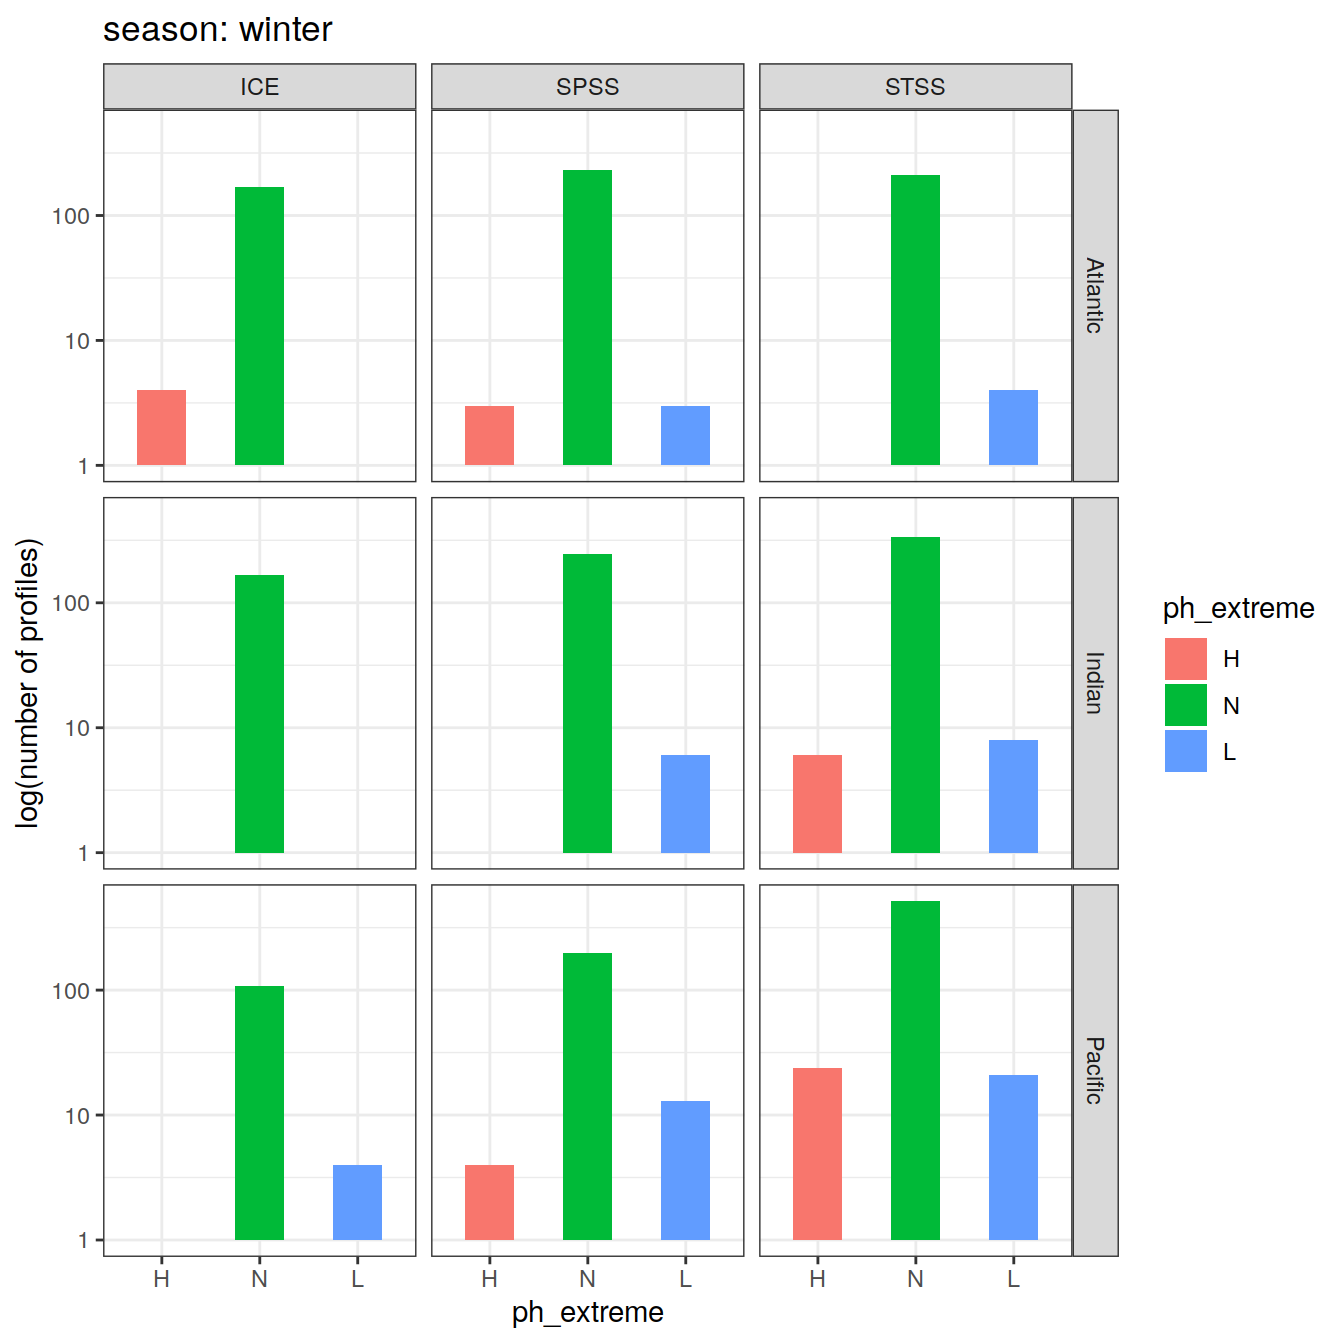 season: winter
ICE SPSS STSS
100
10
1
Atlantic
100
10
1
Indian
100
10
1
Pacific
log(number of profiles)
H N L H N L H N L
ph_extreme
ph_extreme
H
N
L